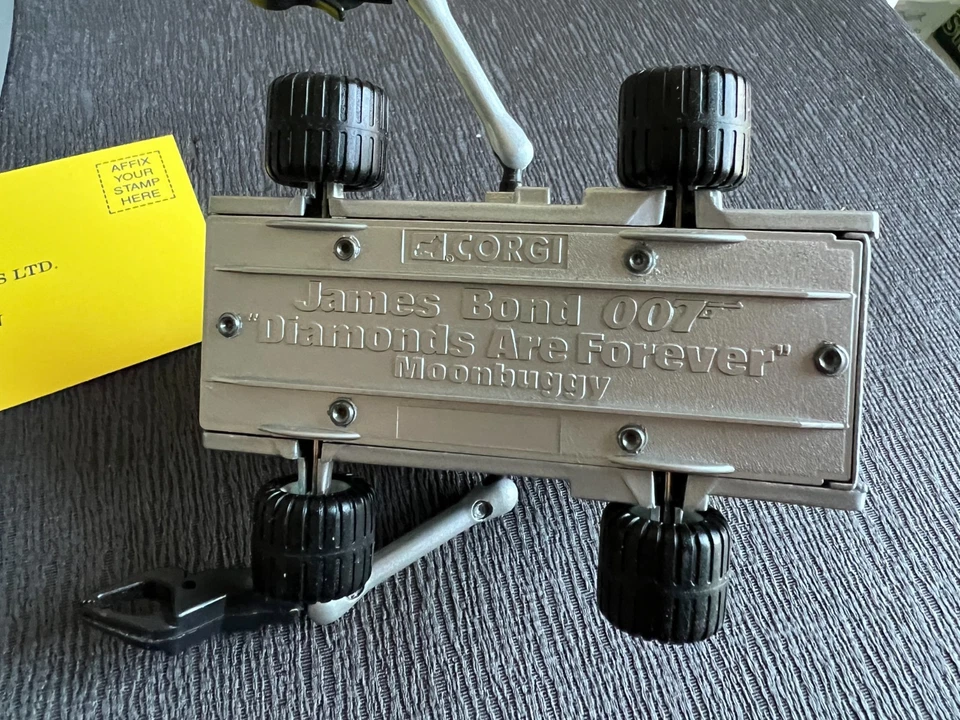 AFFIX
YOUR
STAMP
HERE
S LTD.
CORGI
James Bond 007
"Diamonds Are Forever"
Moonbuggy